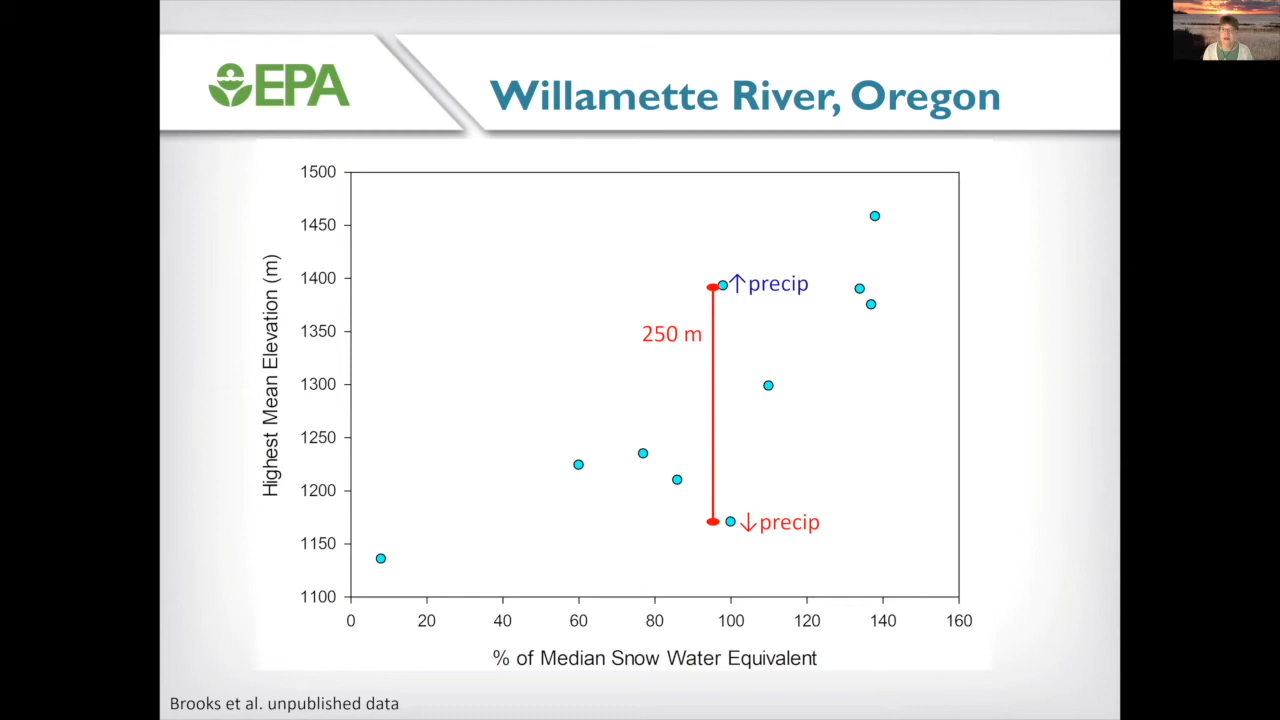 EPA
Willamette River, Oregon
1500
1450
1400
1350
1300
1250
1200
1150
1100
Highest Mean Elevation (m)
↑precip
250 m
↓precip
0 20 40 60 80 100 120 140 160
% of Median Snow Water Equivalent
Brooks et al. unpublished data